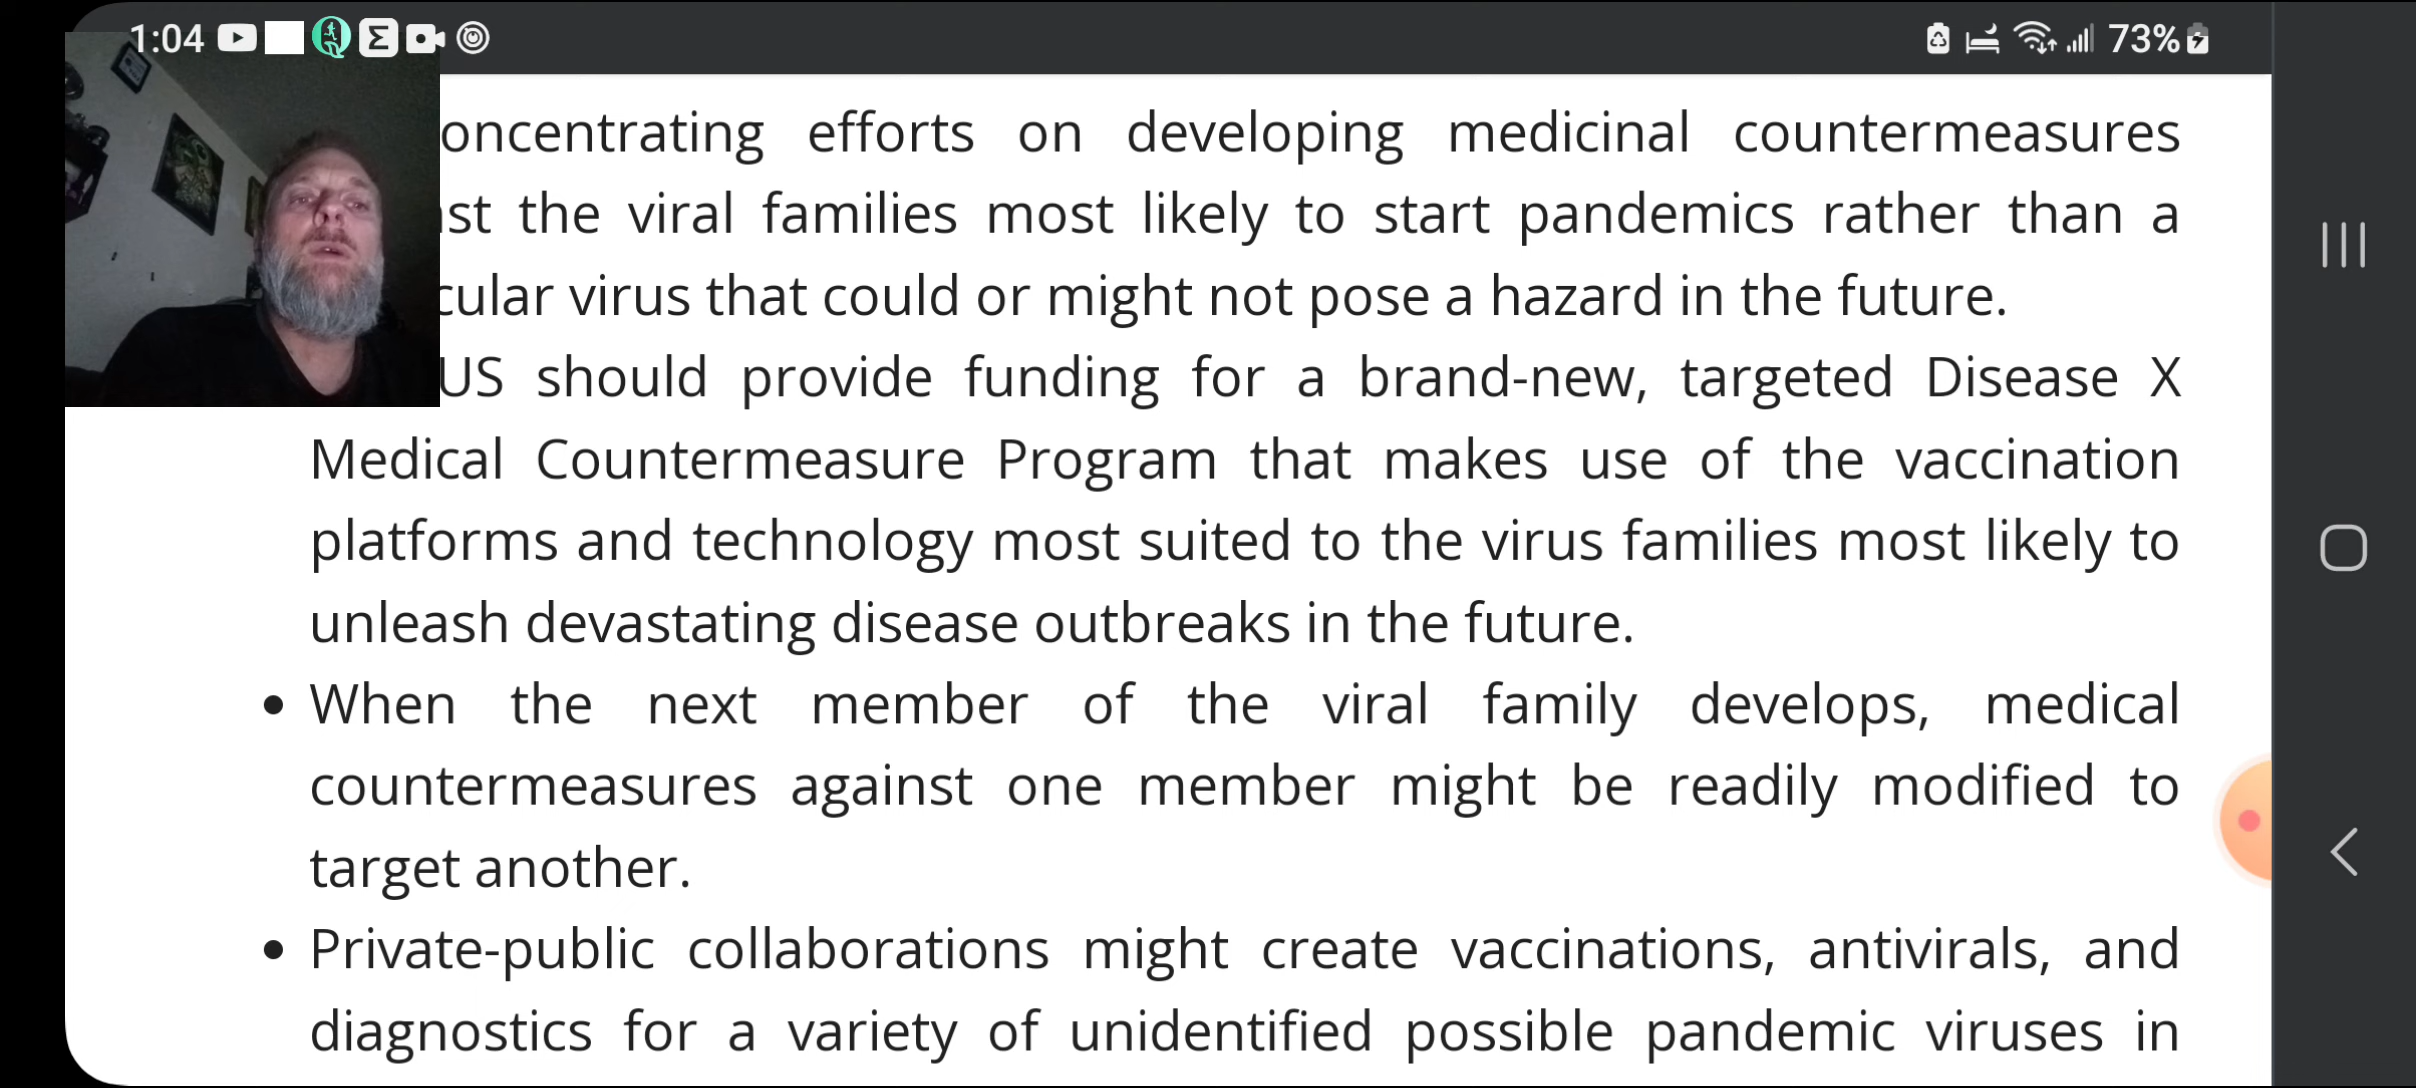 1:04 73%
oncentrating efforts on developing medicinal countermeasures
st the viral families most likely to start pandemics rather than a
cular virus that could or might not pose a hazard in the future.
US should provide funding for a brand-new, targeted Disease X
Medical Countermeasure Program that makes use of the vaccination
platforms and technology most suited to the virus families most likely to
unleash devastating disease outbreaks in the future.
• When the next member of the viral family develops, medical
countermeasures against one member might be readily modified to
target another.
• Private-public collaborations might create vaccinations, antivirals, and
diagnostics for a variety of unidentified possible pandemic viruses in